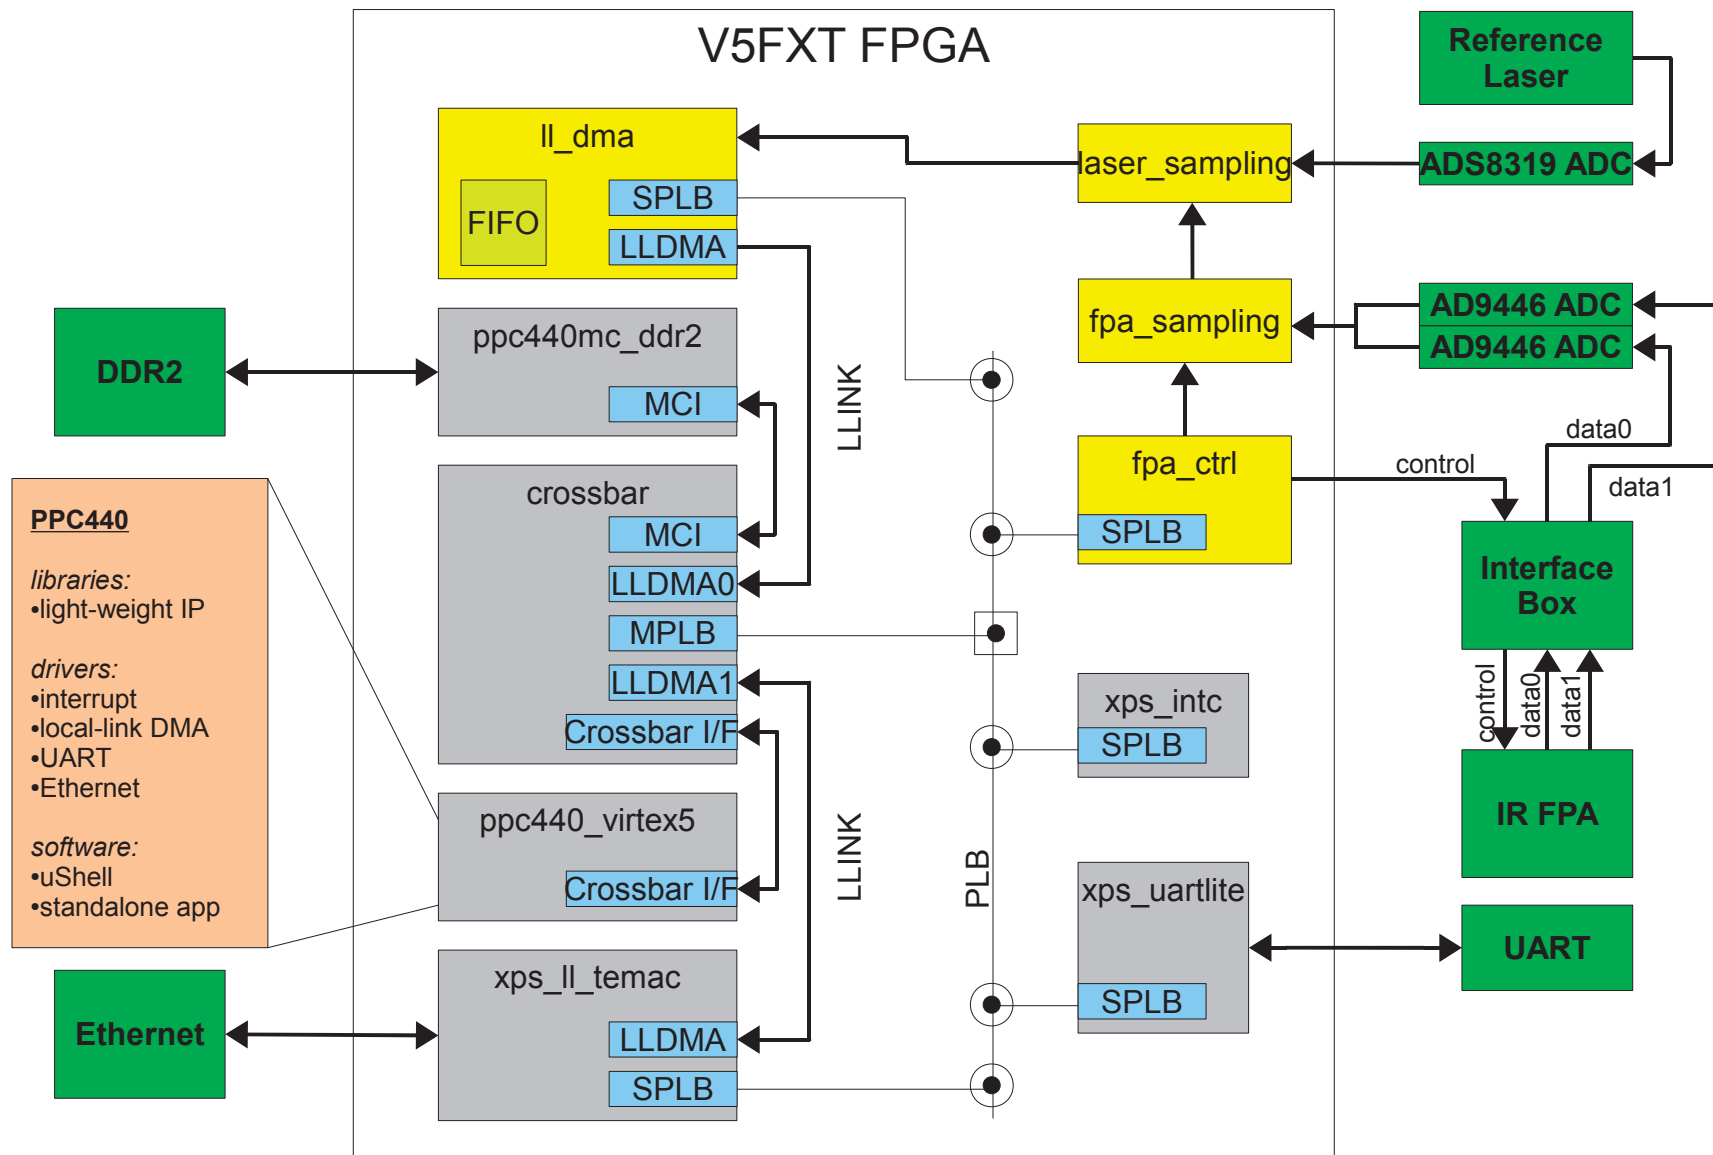 V5FXT FPGA
Reference
Laser
ll_dma
SPLB
FIFO
LLDMA
laser_sampling
ADS8319 ADC
DDR2
ppc440mc_ddr2
MCI
LLINK
fpa_sampling
AD9446 ADC
AD9446 ADC
data0
data1
crossbar
MCI
LLDMA0
MPLB
LLDMA1
Crossbar I/F
fpa_ctrl
SPLB
control
Interface
Box
control
data0
data1
IR FPA
PPC440
libraries:
•light-weight IP
drivers:
•interrupt
•local-link DMA
•UART
•Ethernet
software:
•uShell
•standalone app
ppc440_virtex5
Crossbar I/F
LLINK
PLB
xps_intc
SPLB
xps_uartlite
SPLB
UART
Ethernet
xps_ll_temac
LLDMA
SPLB